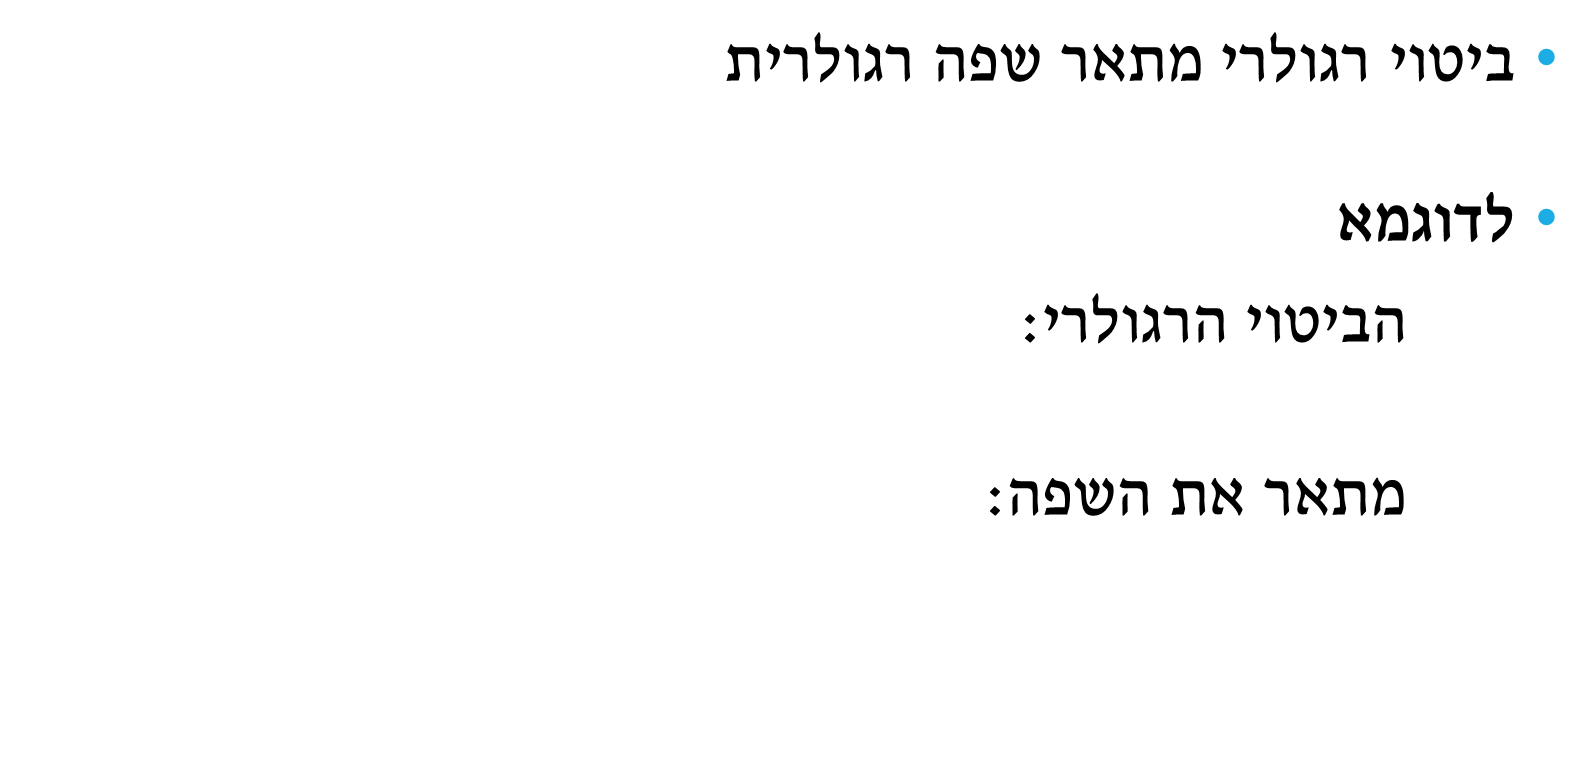 • ביטוי רגולרי מתאר שפה רגולרית
• לדוגמא
הביטוי הרגולרי:
מתאר את השפה: